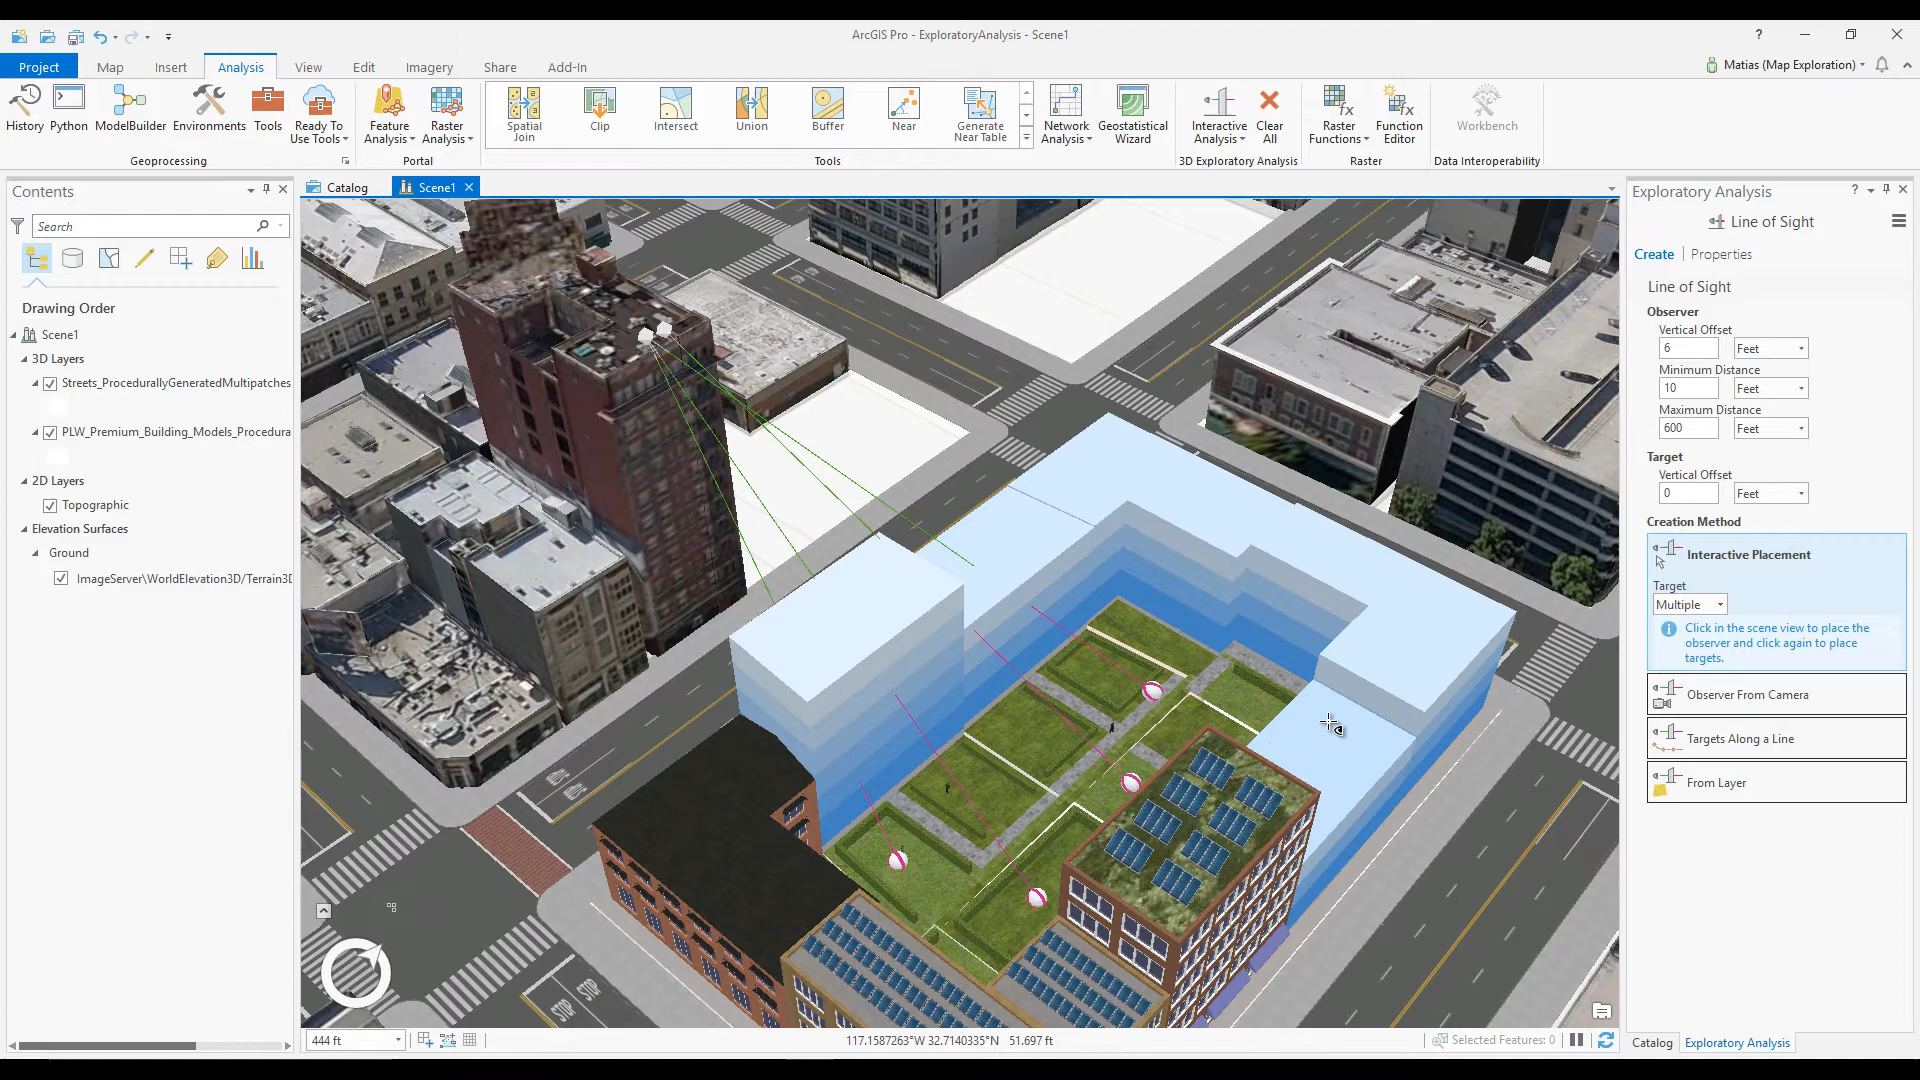 ArcGIS Pro - ExploratoryAnalysis - Scene1
?
Project Map Insert Analysis View Edit Imagery Share Add-In
Matias (Map Exploration)
History
Python
ModelBuilder
Environments
Tools
Ready To
Use Tools
Geoprocessing
Feature
Analysis
Raster
Analysis
Portal
Spatial
Join
Clip
Intersect
Union
Buffer
Near
Generate
Near Table
Tools
Network
Analysis
Geostatistical
Wizard
Interactive
Analysis
Clear
All
3D Exploratory Analysis
Raster
Functions
Function
Editor
Raster
Workbench
Data Interoperability
Contents
Search
Drawing Order
Scene1
3D Layers
Streets_ProcedurallyGeneratedMultipatches
PLW_Premium_Building_Models_Procedura
2D Layers
Topographic
Elevation Surfaces
Ground
ImageServer\WorldElevation3D/Terrain3D
Catalog
Scene1
STOP STOP
444 ft
117.1587263°W 32.7140335°N 51.697 ft
Selected Features: 0
Exploratory Analysis
?
Line of Sight
Create | Properties
Line of Sight
Observer
Vertical Offset
6 Feet
Minimum Distance
10 Feet
Maximum Distance
600 Feet
Target
Vertical Offset
0 Feet
Creation Method
Interactive Placement
Target
Multiple
Click in the scene view to place the
observer and click again to place
targets.
Observer From Camera
Targets Along a Line
From Layer
Catalog Exploratory Analysis